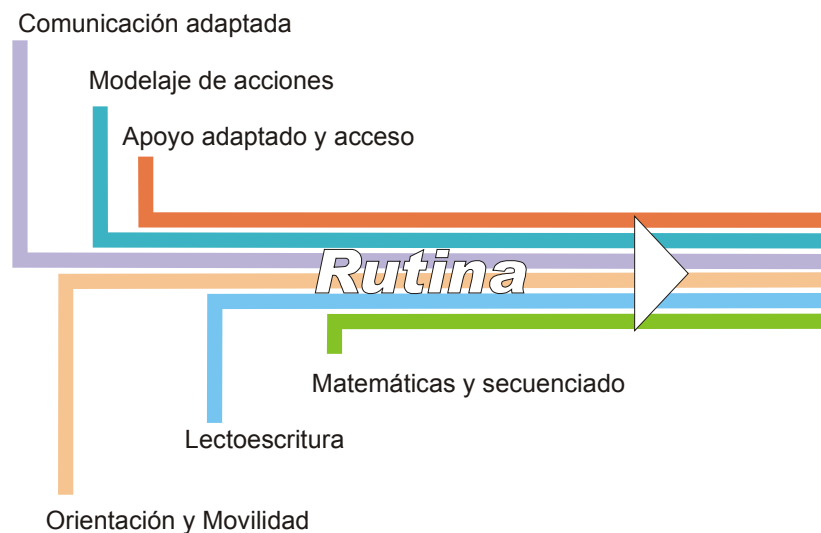 Comunicación adaptada
Modelaje de acciones
Apoyo adaptado y acceso
Rutina
Matemáticas y secuenciado
Lectoescritura
Orientación y Movilidad